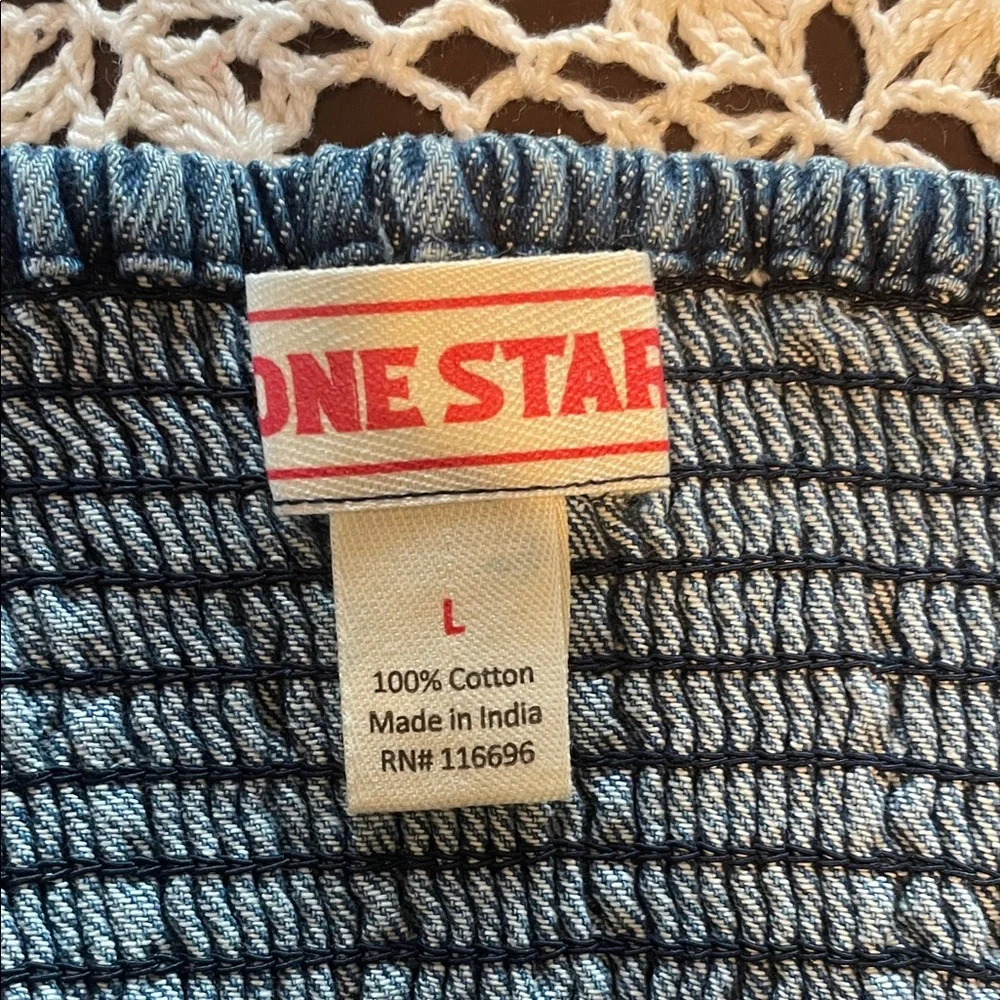 ONE STAR
L
100% Cotton
Made in India
RN# 116696